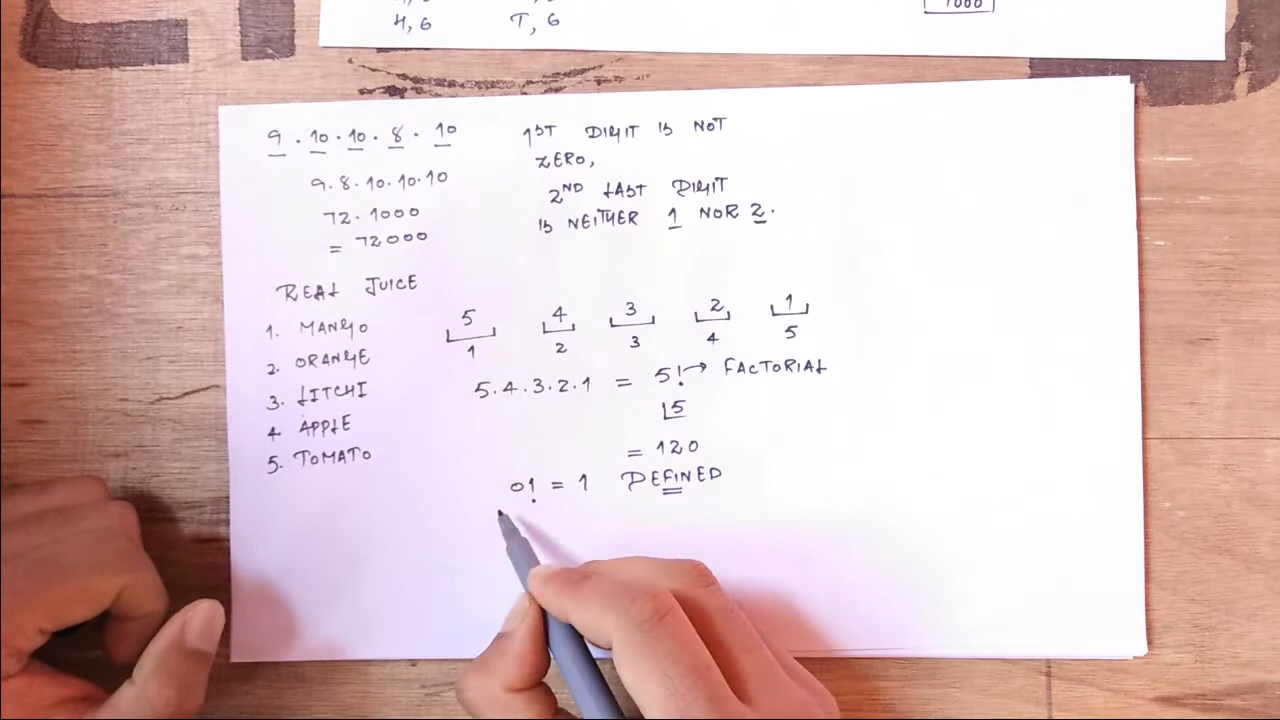 H, 6 T, 6
1000
9 . 10 . 10 . 8 . 10
9.8.10.10.10
72.1000
= 72000
1ST DIGIT IS NOT
ZERO,
2ND LAST DIGIT
IS NEITHER 1 NOR 2.
REAL JUICE
1. MANGO
2. ORANGE
3. LITCHI
4 APPLE
5. TOMATO
5 4 3 2 1
1 2 3 4 5
5.4.3.2.1 = 5! → FACTORIAL
5
= 120
0! = 1 DEFINED